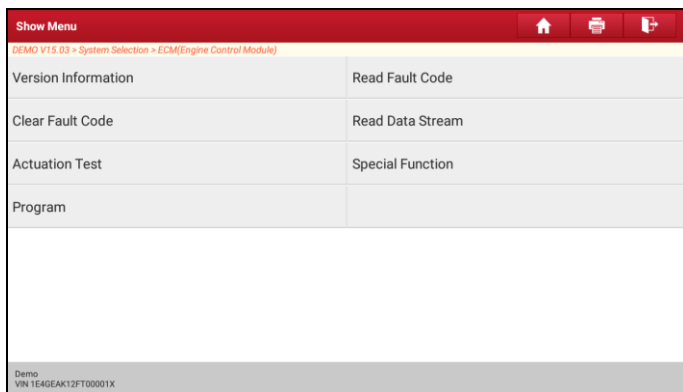 Show Menu
DEMO V15.03 > System Selection > ECM(Engine Control Module)
Version Information
Read Fault Code
Clear Fault Code
Read Data Stream
Actuation Test
Special Function
Program
Demo
VIN 1E4GEAK12FT00001X